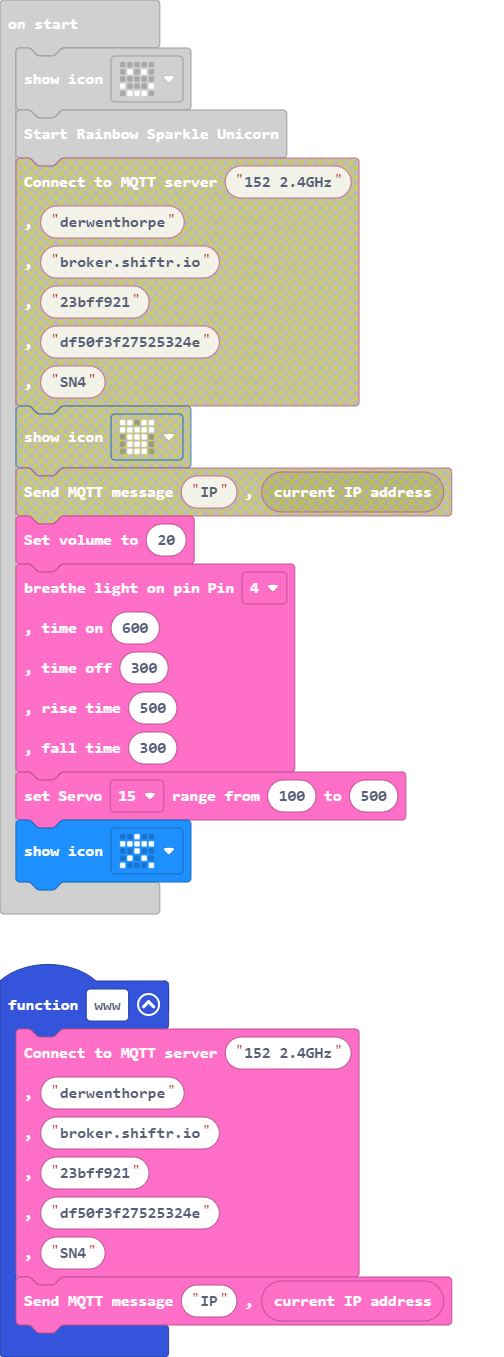 on start
show icon
Start Rainbow Sparkle Unicorn
Connect to MQTT server "152 2.4GHz"
, "derwenthorpe"
, "broker.shiftr.io"
, "23bff921"
, "df50f3f27525324e"
, "SN4"
show icon
Send MQTT message "IP" , current IP address
Set volume to 20
breathe light on pin Pin 4
, time on 600
, time off 300
, rise time 500
, fall time 300
set Servo 15 range from 100 to 500
show icon
function www
Connect to MQTT server "152 2.4GHz"
, "derwenthorpe"
, "broker.shiftr.io"
, "23bff921"
, "df50f3f27525324e"
, "SN4"
Send MQTT message "IP" , current IP address